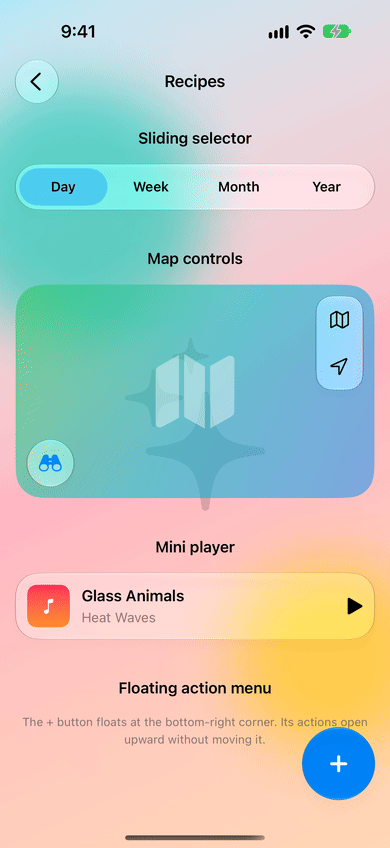 9:41
Recipes
Sliding selector
Day Week Month Year
Map controls
Mini player
Glass Animals
Heat Waves
Floating action menu
The + button floats at the bottom-right corner. Its actions open
upward without moving it.
+